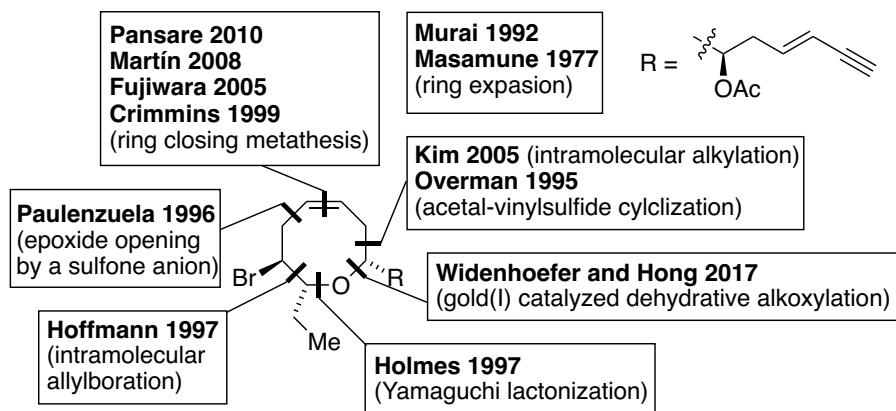 Pansare 2010
Martín 2008
Fujiwara 2005
Crimmins 1999
(ring closing metathesis)
Murai 1992
Masamune 1977
(ring expasion)
R =
OAc
Kim 2005 (intramolecular alkylation)
Overman 1995
(acetal-vinylsulfide cylclization)
Paulenzuela 1996
(epoxide opening
by a sulfone anion)
Br
O
R
Me
Widenhoefer and Hong 2017
(gold(I) catalyzed dehydrative alkoxylation)
Hoffmann 1997
(intramolecular
allylboration)
Holmes 1997
(Yamaguchi lactonization)